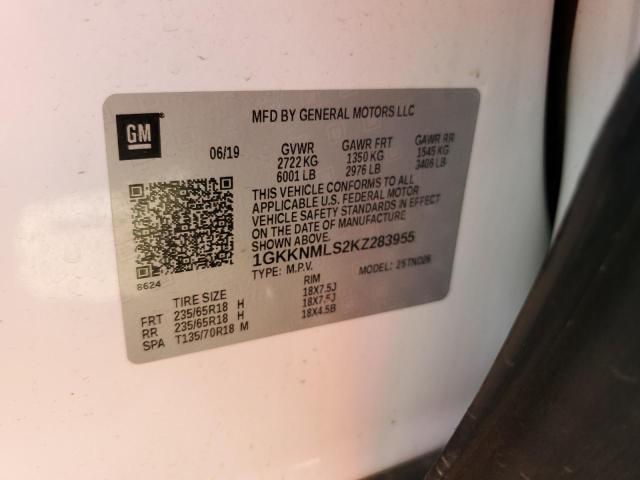 GM
MFD BY GENERAL MOTORS LLC
06/19 GVWR GAWR FRT GAWR RR
2722 KG 1350 KG 1545 KG
6001 LB 2976 LB 3406 LB
THIS VEHICLE CONFORMS TO ALL
APPLICABLE U.S. FEDERAL MOTOR
VEHICLE SAFETY STANDARDS IN EFFECT
ON THE DATE OF MANUFACTURE
SHOWN ABOVE.
1GKKNMLS2KZ283955
TYPE: M.P.V. MODEL:
8624
TIRE SIZE RIM
FRT 235/65R18 H 18X7.5J
RR 235/65R18 H 18X7.5J
SPA T135/70R18 M 18X4.5B